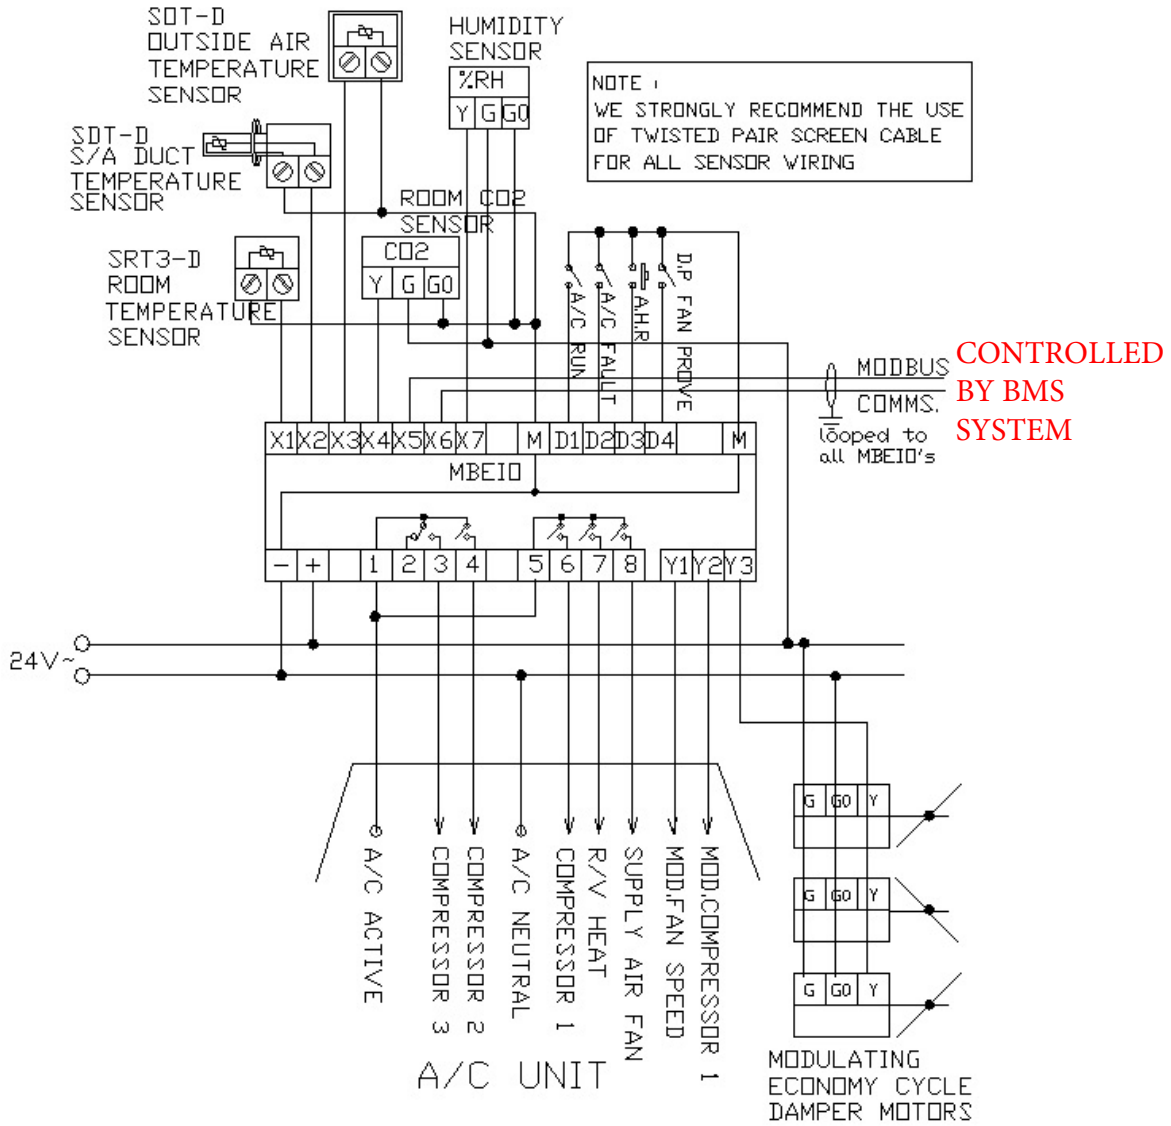 SOT-D
OUTSIDE AIR
TEMPERATURE
SENSOR
HUMIDITY
SENSOR
%RH
Y G G0
NOTE :
WE STRONGLY RECOMMEND THE USE
OF TWISTED PAIR SCREEN CABLE
FOR ALL SENSOR WIRING
SDT-D
S/A DUCT
TEMPERATURE
SENSOR
ROOM CO2
SENSOR
CO2
Y G G0
SRT3-D
ROOM
TEMPERATURE
SENSOR
A/C RUN
A/C FAULT
A.H.R
D.P FAN PROVE
MODBUS
COMMS.
looped to
all MBEIO's
CONTROLLED
BY BMS
SYSTEM
X1 X2 X3 X4 X5 X6 X7 M D1 D2 D3 D4 M
MBEIO
- + 1 2 3 4 5 6 7 8 Y1 Y2 Y3
24V~
A/C ACTIVE
COMPRESSOR 3
COMPRESSOR 2
A/C NEUTRAL
COMPRESSOR 1
R/V HEAT
SUPPLY AIR FAN
MOD.FAN SPEED
MOD.COMPRESSOR 1
A/C UNIT
G G0 Y
G G0 Y
G G0 Y
MODULATING
ECONOMY CYCLE
DAMPER MOTORS